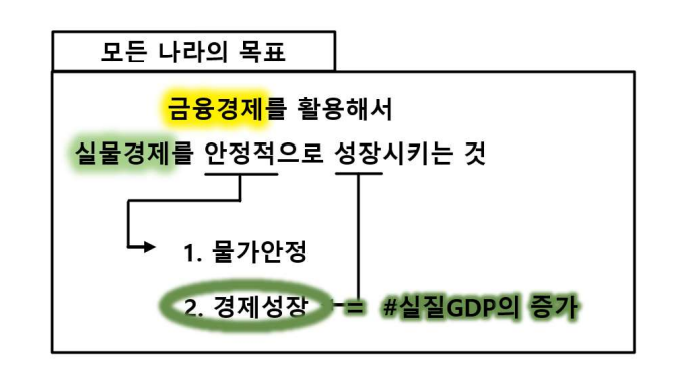 모든 나라의 목표
금융경제를 활용해서
실물경제를 안정적으로 성장시키는 것
1. 물가안정
2. 경제성장 = #실질GDP의 증가